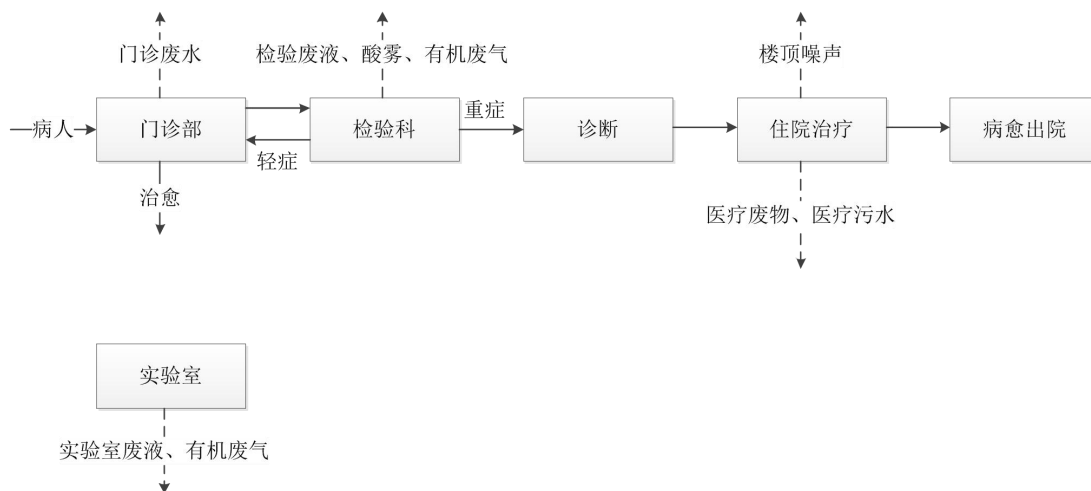 门诊废水
检验废液、酸雾、有机废气
楼顶噪声
病人
门诊部
检验科
重症
诊断
住院治疗
病愈出院
轻症
治愈
医疗废物、医疗污水
实验室
实验室废液、有机废气